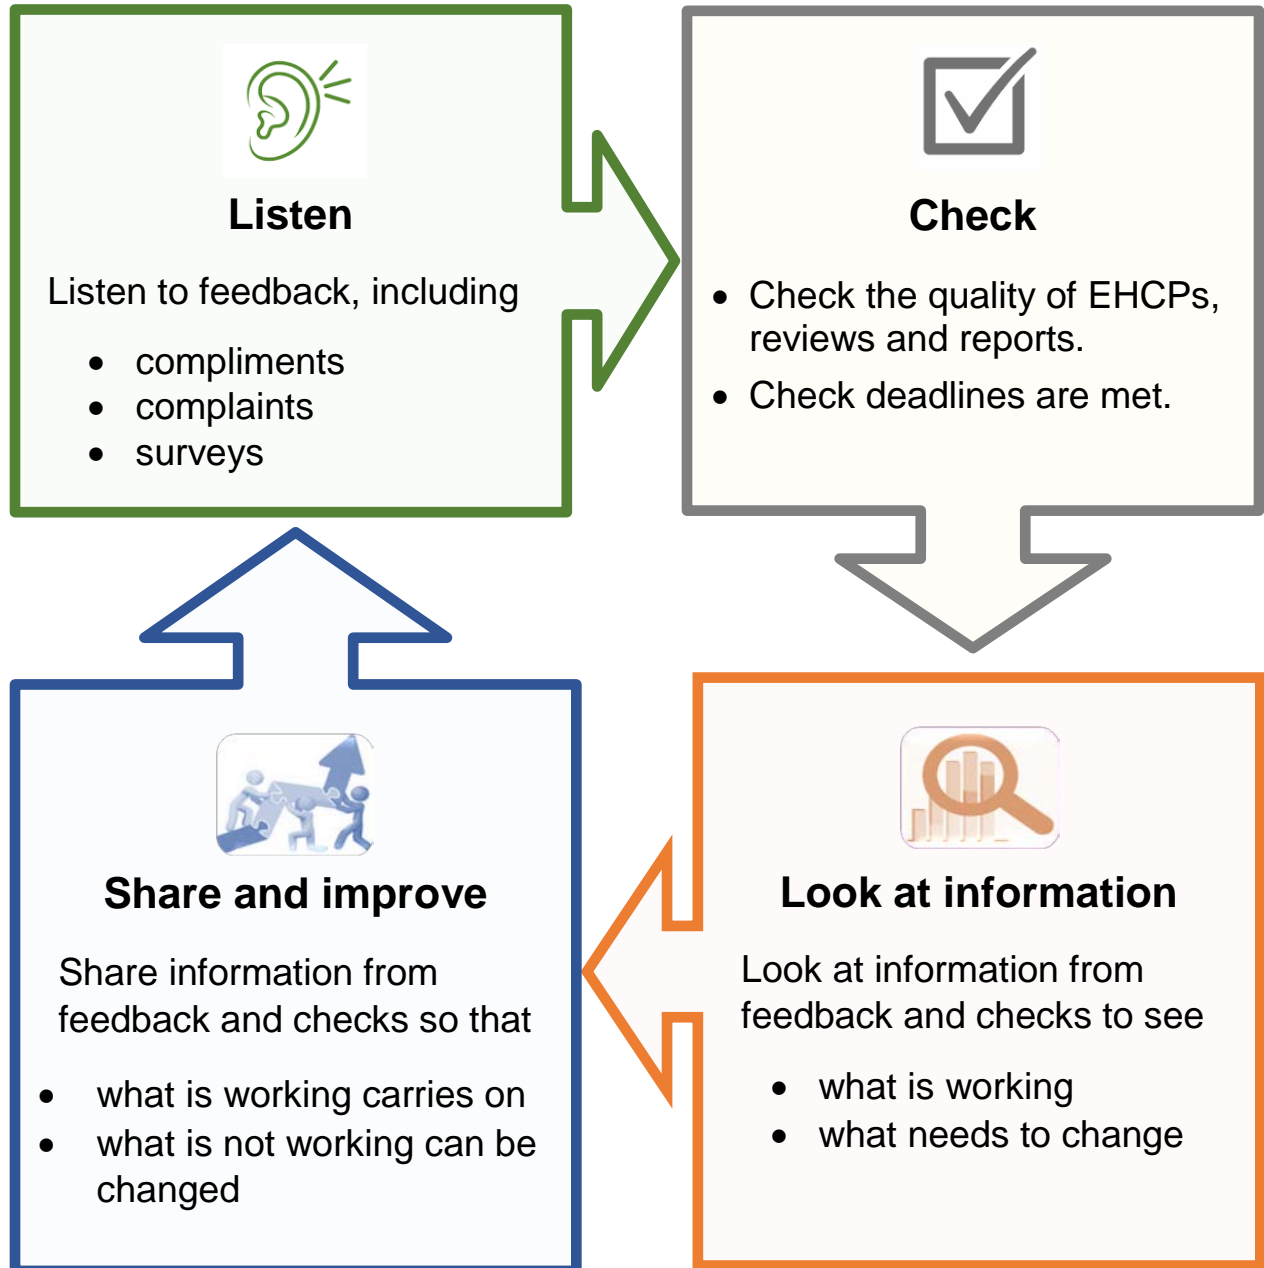 Listen
Listen to feedback, including
• compliments
• complaints
• surveys
Check
• Check the quality of EHCPs,
reviews and reports.
• Check deadlines are met.
Look at information
Look at information from
feedback and checks to see
• what is working
• what needs to change
Share and improve
Share information from
feedback and checks so that
• what is working carries on
• what is not working can be
changed